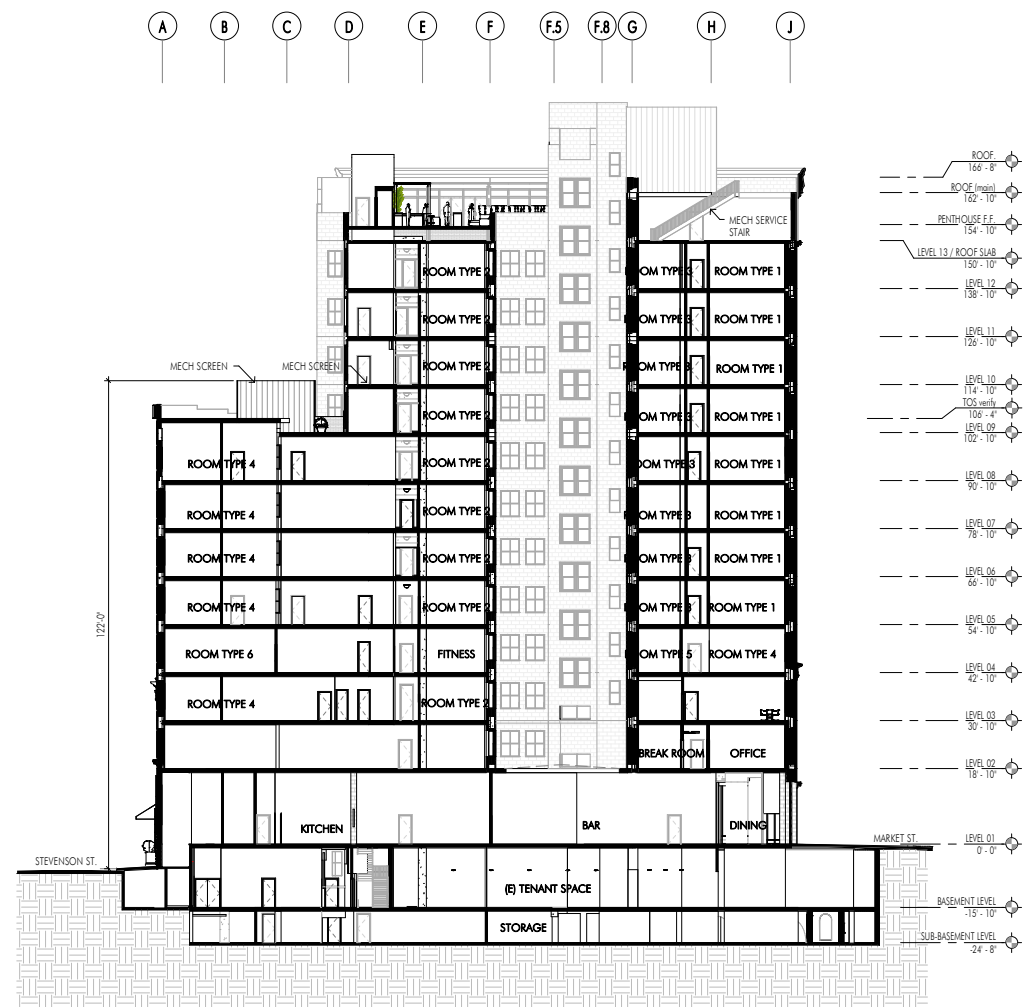 A B C D E F F.5 F.8 G H J
ROOF.
166' - 8"
ROOF (main)
162' - 10"
MECH SERVICE
STAIR
PENTHOUSE F.F.
154' - 10"
LEVEL 13 / ROOF SLAB
150' - 10"
ROOM TYPE 2 ROOM TYPE 3 ROOM TYPE 1
LEVEL 12
138' - 10"
ROOM TYPE 2 ROOM TYPE 3 ROOM TYPE 1
LEVEL 11
126' - 10"
MECH SCREEN MECH SCREEN
ROOM TYPE 2 ROOM TYPE 3 ROOM TYPE 1
LEVEL 10
114' - 10"
TOS verify
106' - 4"
ROOM TYPE 2 ROOM TYPE 3 ROOM TYPE 1
LEVEL 09
102' - 10"
ROOM TYPE 4 ROOM TYPE 2 ROOM TYPE 3 ROOM TYPE 1
LEVEL 08
90' - 10"
ROOM TYPE 4 ROOM TYPE 2 ROOM TYPE 3 ROOM TYPE 1
LEVEL 07
78' - 10"
ROOM TYPE 4 ROOM TYPE 2 ROOM TYPE 3 ROOM TYPE 1
LEVEL 06
66' - 10"
ROOM TYPE 4 ROOM TYPE 2 ROOM TYPE 3 ROOM TYPE 1
122'-0"
LEVEL 05
54' - 10"
ROOM TYPE 6 FITNESS ROOM TYPE 5 ROOM TYPE 4
LEVEL 04
42' - 10"
ROOM TYPE 4 ROOM TYPE 2
LEVEL 03
30' - 10"
BREAK ROOM OFFICE
LEVEL 02
18' - 10"
KITCHEN BAR DINING
MARKET ST.
LEVEL 01
0' - 0"
STEVENSON ST.
(E) TENANT SPACE
BASEMENT LEVEL
-15' - 10"
STORAGE
SUB-BASEMENT LEVEL
-24' - 8"